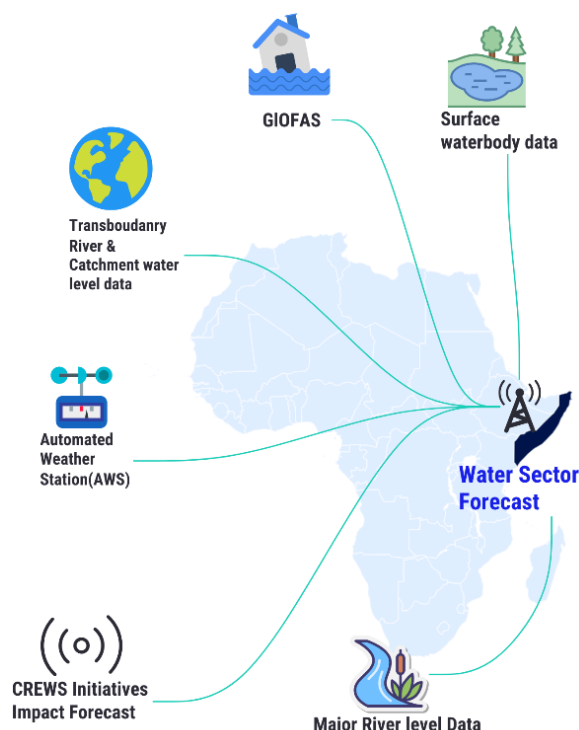 GlOFAS
Surface
waterbody data
Transboudanry
River &
Catchment water
level data
Automated
Weather
Station(AWS)
Water Sector
Forecast
CREWS Initiatives
Impact Forecast
Major River level Data